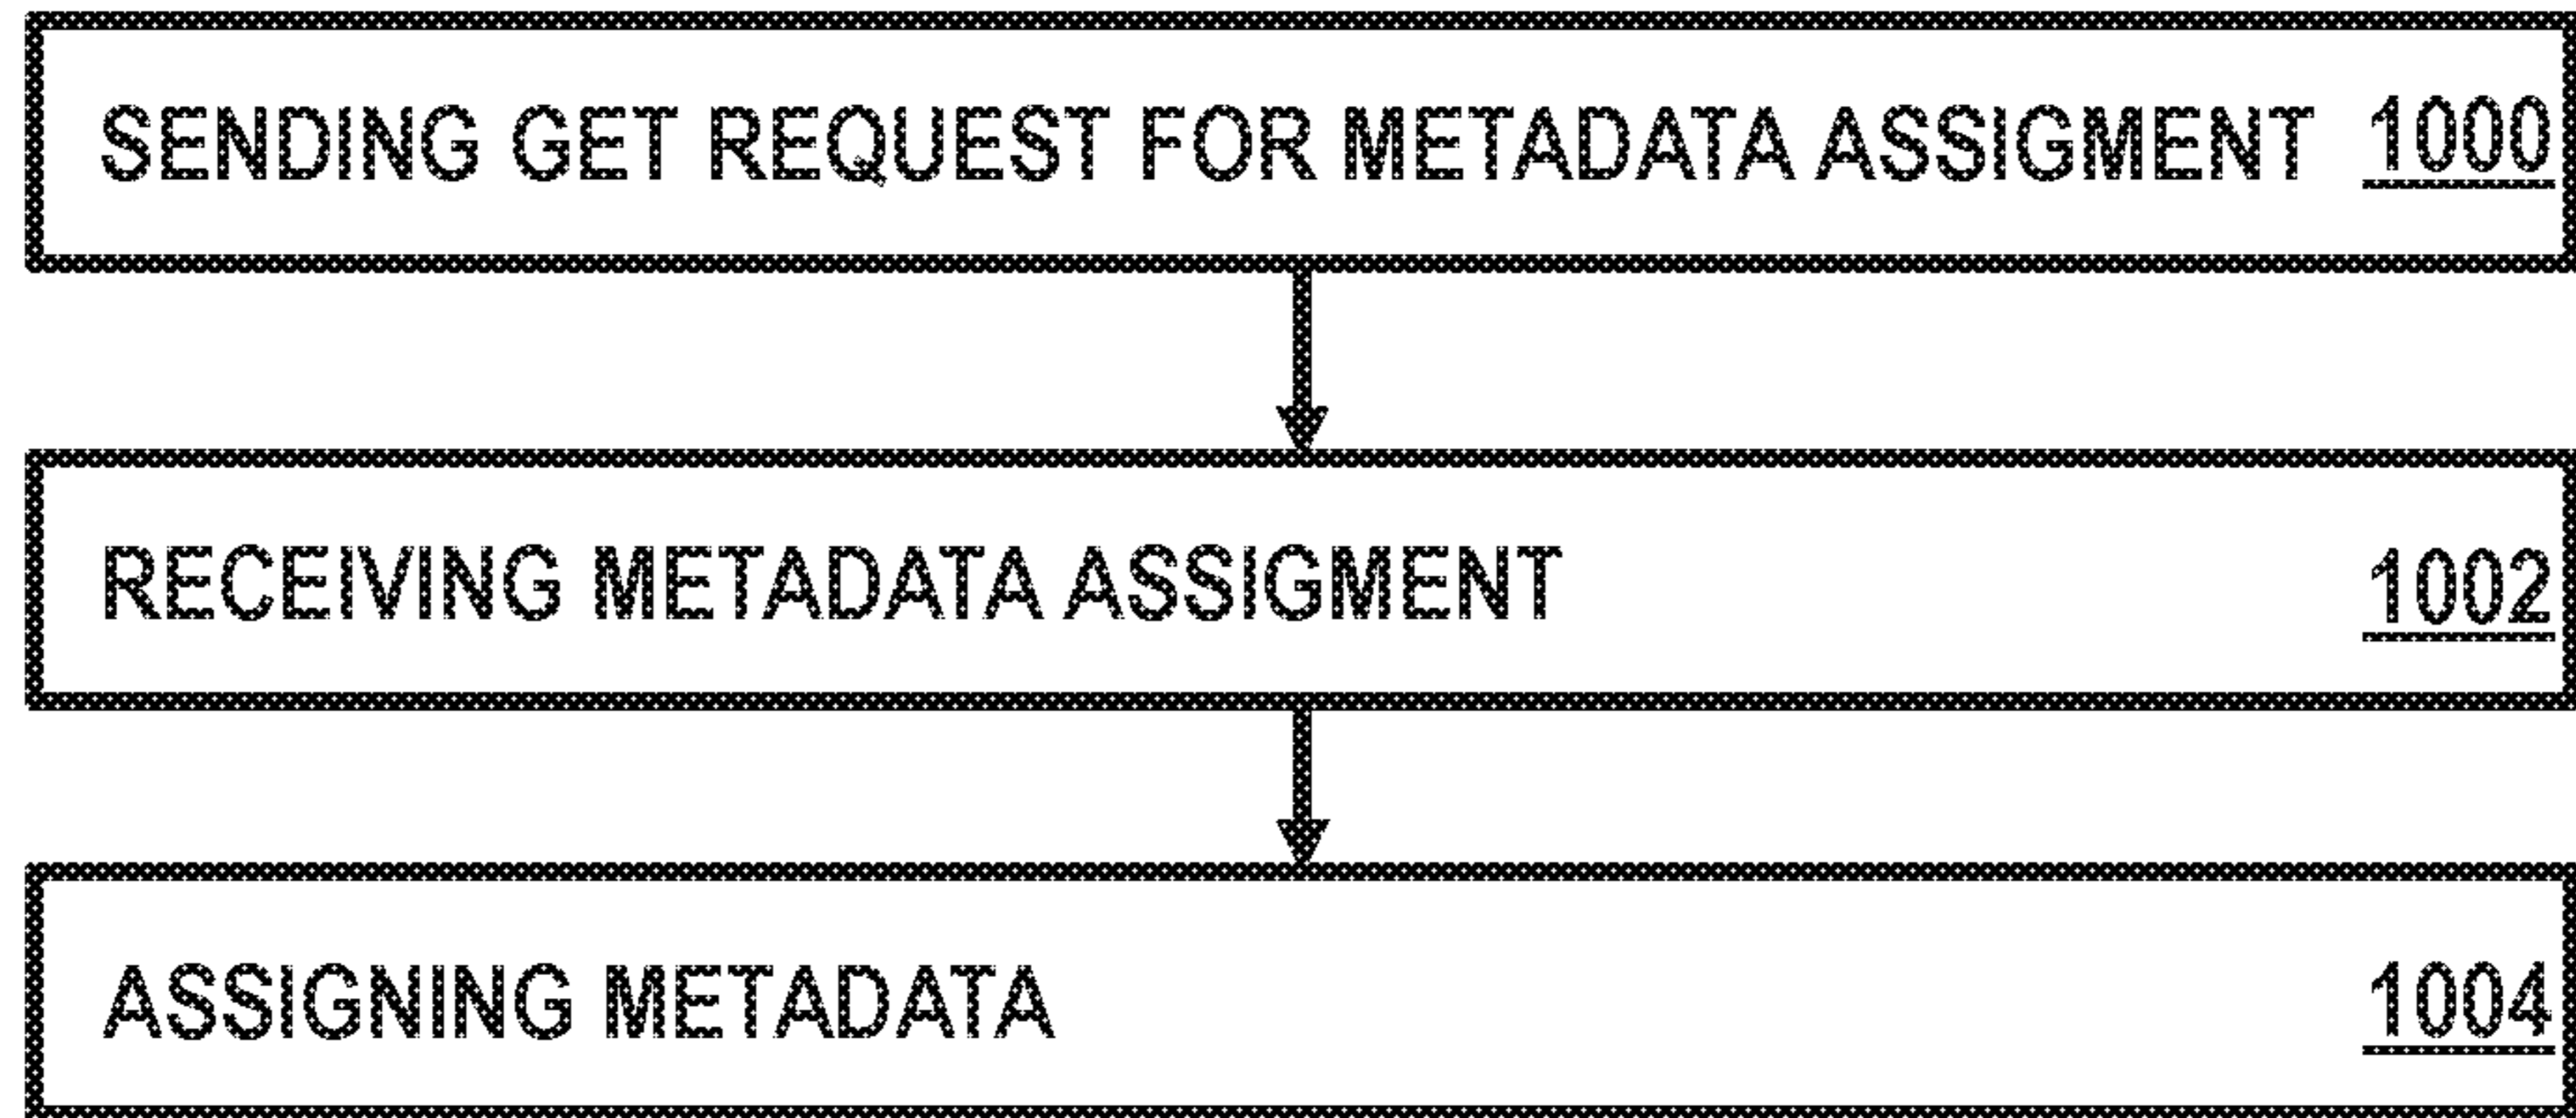 SENDING GET REQUEST FOR METADATA ASSIGMENT 1000
RECEIVING METADATA ASSIGMENT 1002
ASSIGNING METADATA 1004